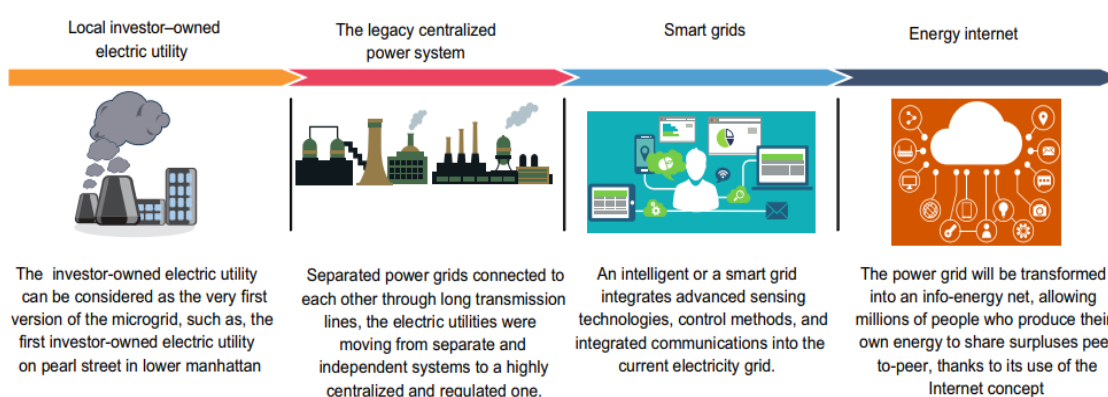 Local investor–owned
electric utility
The legacy centralized
power system
Smart grids
Energy internet
The investor-owned electric utility
can be considered as the very first
version of the microgrid, such as, the
first investor-owned electric utility
on pearl street in lower manhattan
Separated power grids connected to
each other through long transmission
lines, the electric utilities were
moving from separate and
independent systems to a highly
centralized and regulated one.
An intelligent or a smart grid
integrates advanced sensing
technologies, control methods, and
integrated communications into the
current electricity grid.
The power grid will be transformed
into an info-energy net, allowing
millions of people who produce their
own energy to share surpluses pee
to-peer, thanks to its use of the
Internet concept